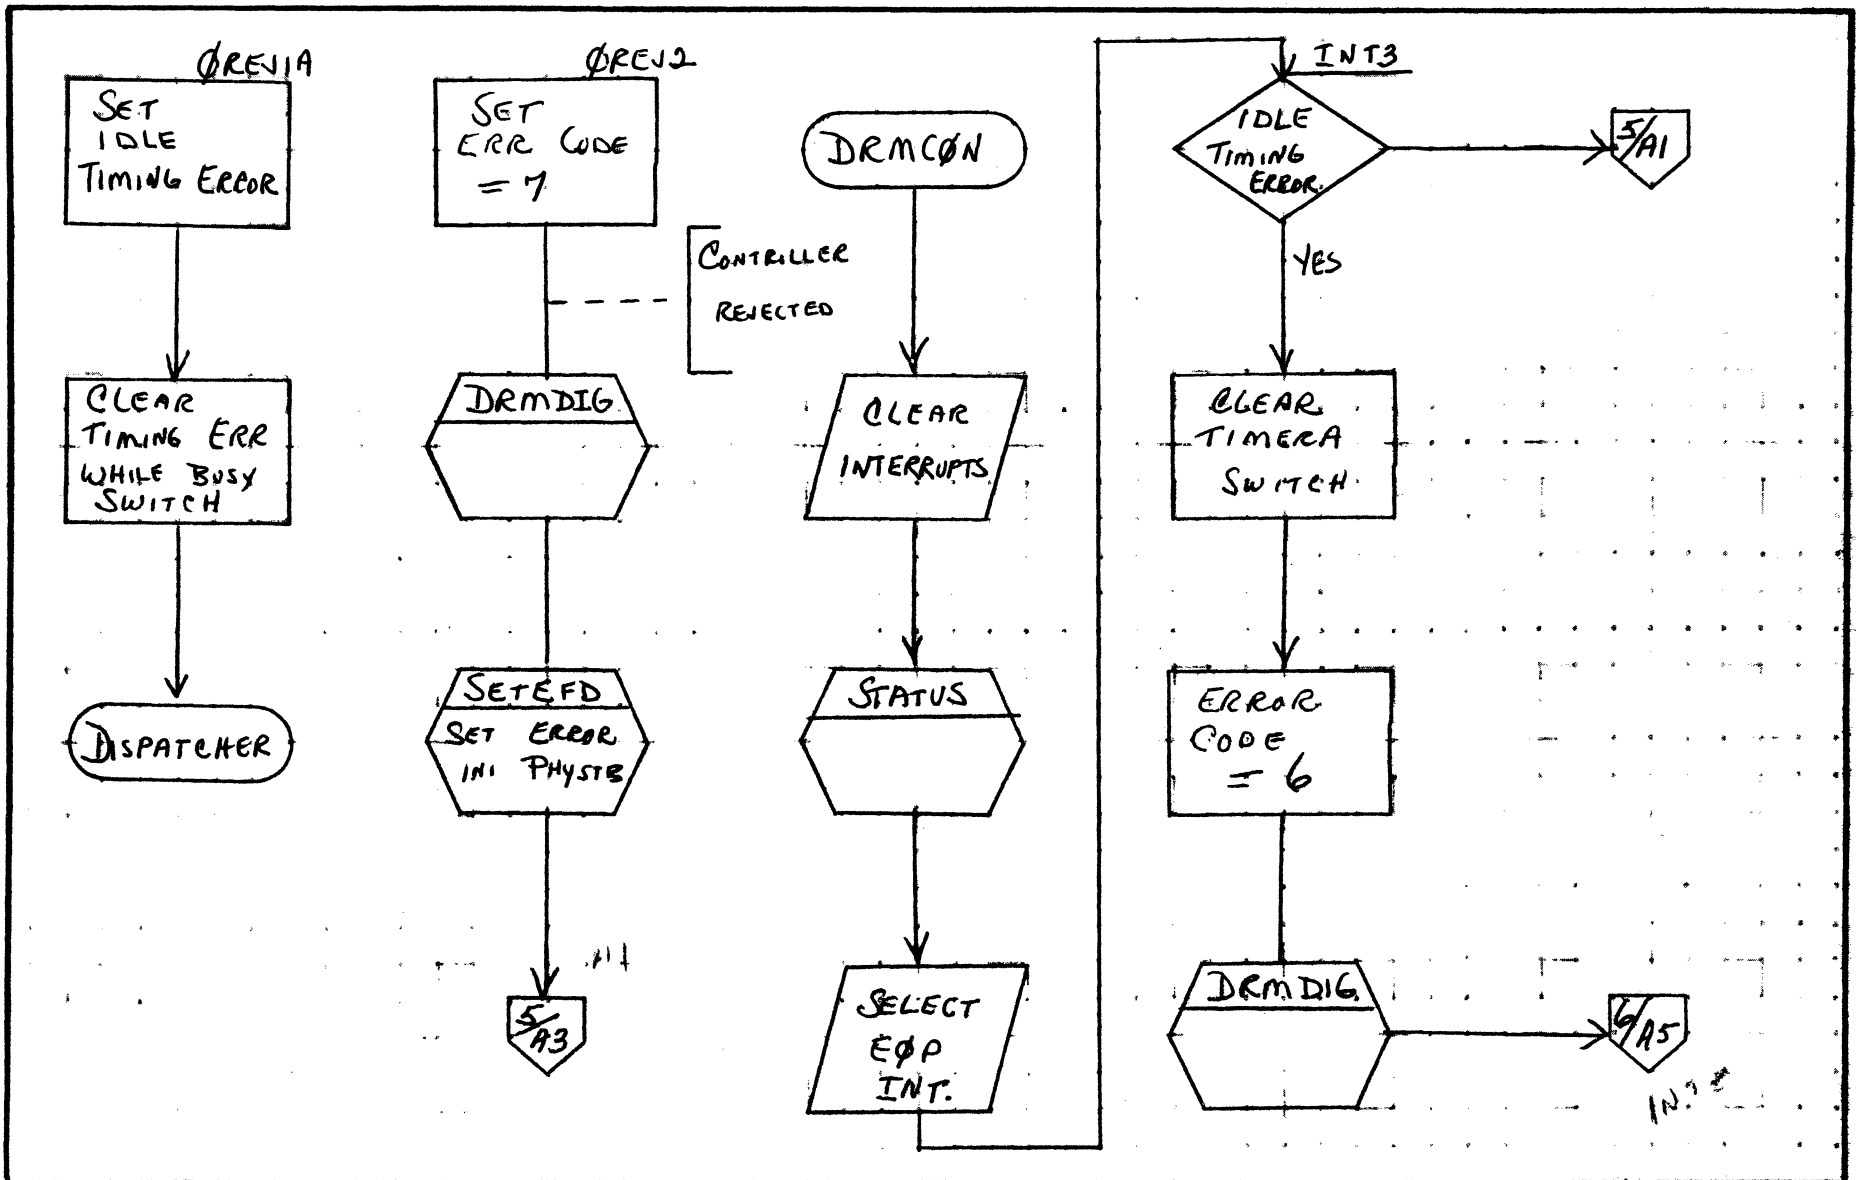 ØREJ1A
SET
IDLE
TIMING ERROR
CLEAR
TIMING ERR
WHILE BUSY
SWITCH
DISPATCHER
ØREJ2
SET
ERR CODE
= 7
CONTRILLER
REJECTED
DRMDIG
SETEFD
SET ERROR
IN PHYSTB
5/A3
DRMCØN
CLEAR
INTERRUPTS
STATUS
SELECT
EØP
INT.
INT3
IDLE
TIMING
ERROR.
5/A1
YES
CLEAR
TIMERA
SWITCH
ERROR
CODE
= 6
DRMDIG
6/A5